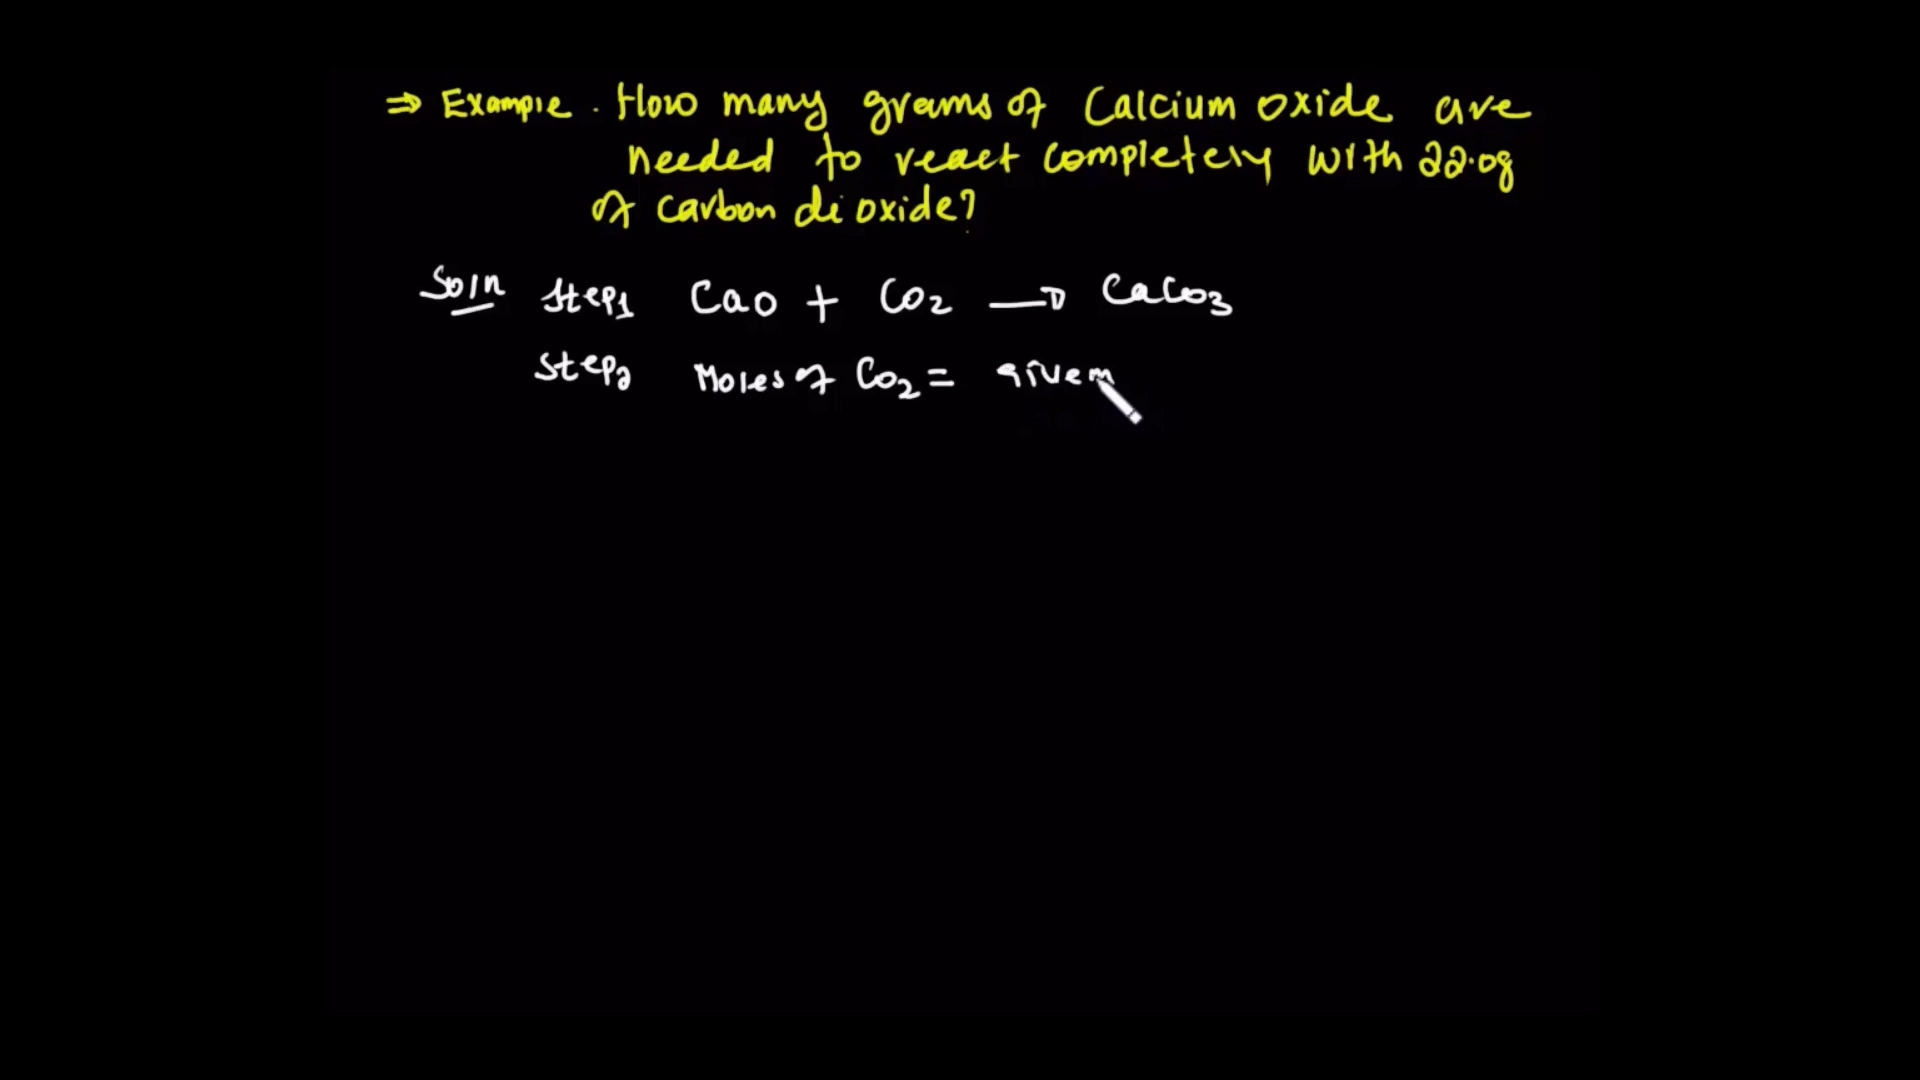 ⇒ Example . How many grams of Calcium oxide are
needed to react completely with 22.0g
of carbon dioxide?
Soln Step1 CaO + CO2 → CaCO3
Step2 Moles of CO2 = given